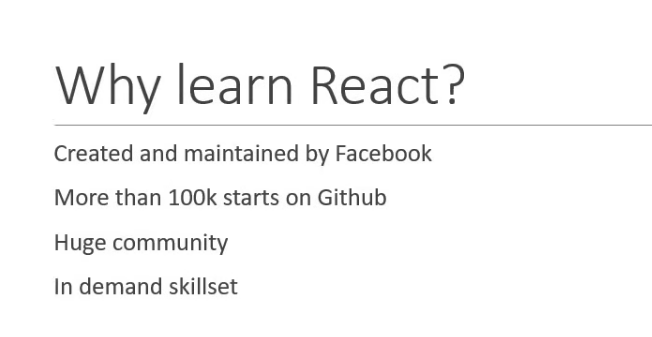 Why learn React?
Created and maintained by Facebook
More than 100k starts on Github
Huge community
In demand skillset